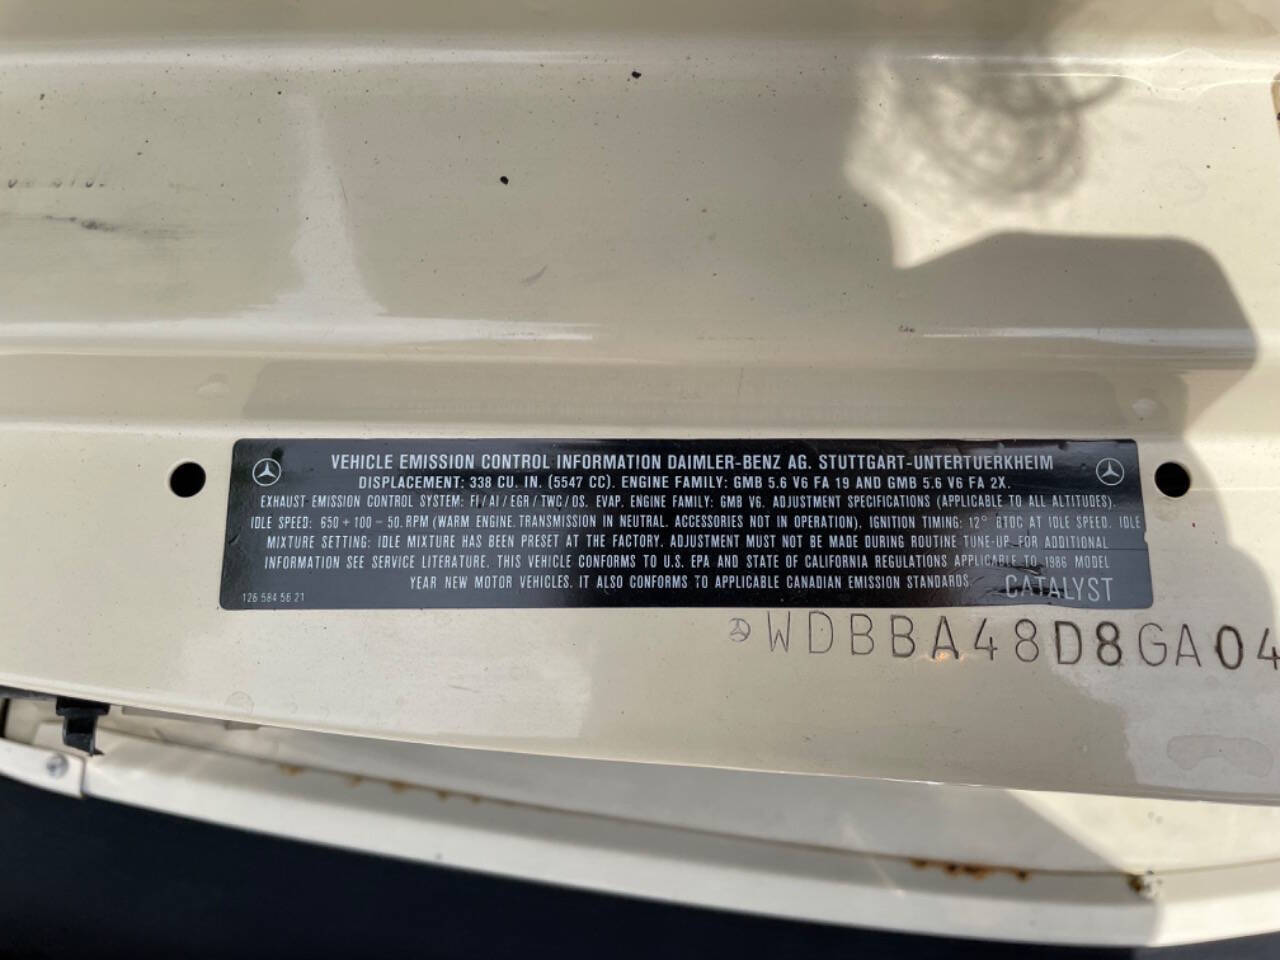 VEHICLE EMISSION CONTROL INFORMATION DAIMLER-BENZ AG. STUTTGART-UNTERTUERKHEIM
DISPLACEMENT: 338 CU. IN. (5547 CC). ENGINE FAMILY: GMB 5.6 V6 FA 19 AND GMB 5.6 V6 FA 2X.
EXHAUST EMISSION CONTROL SYSTEM: FI/AI/EGR/TWC/OS. EVAP. ENGINE FAMILY: GMB V6. ADJUSTMENT SPECIFICATIONS (APPLICABLE TO ALL ALTITUDES).
IDLE SPEED: 650 + 100 - 50. RPM (WARM ENGINE. TRANSMISSION IN NEUTRAL. ACCESSORIES NOT IN OPERATION). IGNITION TIMING: 12° BTDC AT IDLE SPEED. IDLE
MIXTURE SETTING: IDLE MIXTURE HAS BEEN PRESET AT THE FACTORY. ADJUSTMENT MUST NOT BE MADE DURING ROUTINE TUNE-UP. FOR ADDITIONAL
INFORMATION SEE SERVICE LITERATURE. THIS VEHICLE CONFORMS TO U.S. EPA AND STATE OF CALIFORNIA REGULATIONS APPLICABLE TO 1986 MODEL
YEAR NEW MOTOR VEHICLES. IT ALSO CONFORMS TO APPLICABLE CANADIAN EMISSION STANDARDS.
CATALYST
126 584 56 21
WDBBA48D8GA04